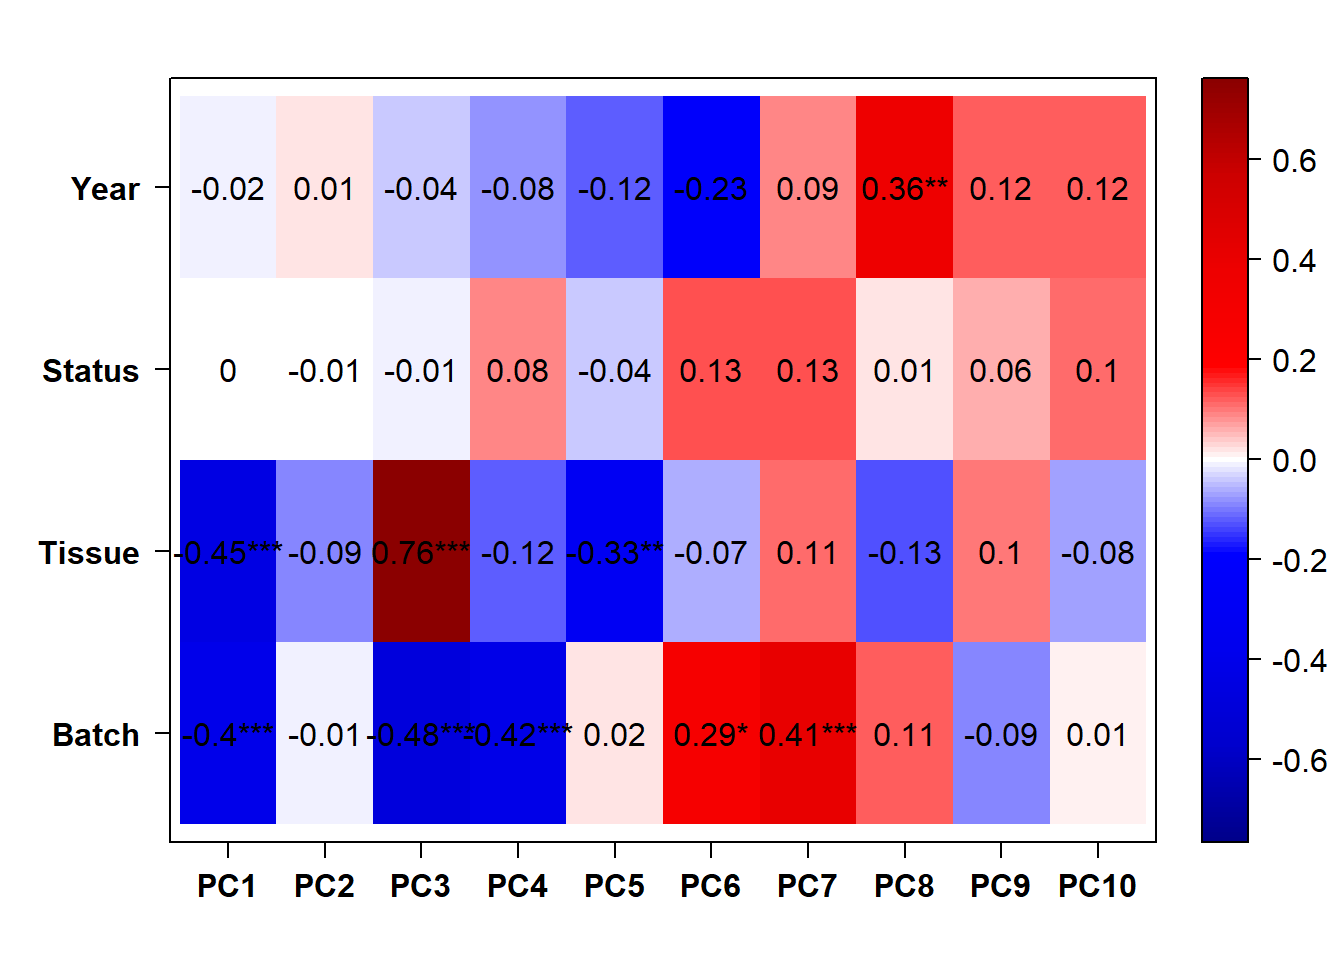 Year -0.02 0.01 -0.04 -0.08 -0.12 -0.23 0.09 0.36** 0.12 0.12
Status 0 -0.01 -0.01 0.08 -0.04 0.13 0.13 0.01 0.06 0.1
Tissue -0.45*** -0.09 0.76*** -0.12 -0.33** -0.07 0.11 -0.13 0.1 -0.08
Batch -0.4*** -0.01 -0.48*** -0.42*** 0.02 0.29* 0.41*** 0.11 -0.09 0.01
PC1 PC2 PC3 PC4 PC5 PC6 PC7 PC8 PC9 PC10
0.6
0.4
0.2
0.0
-0.2
-0.4
-0.6